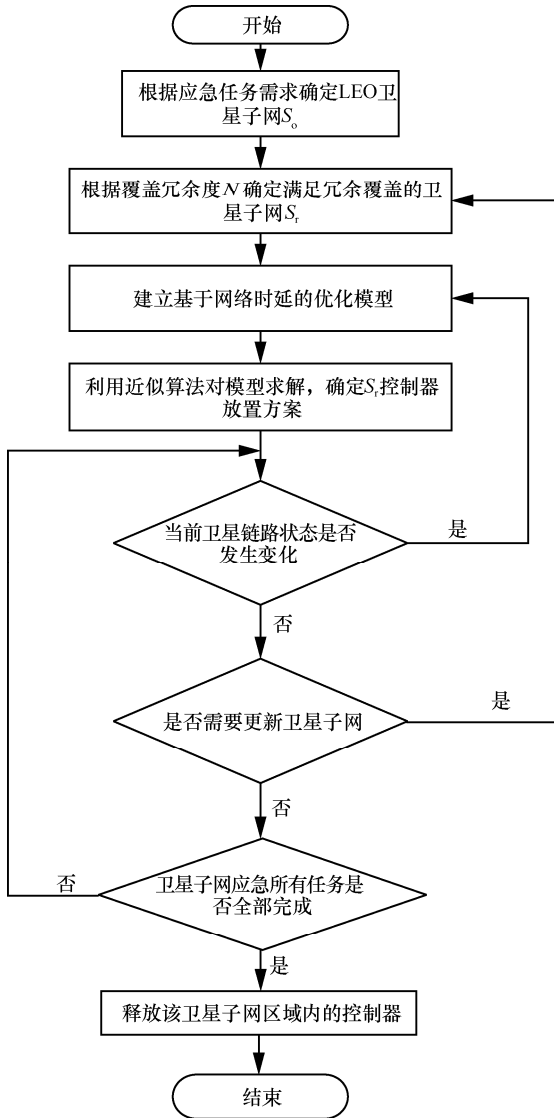 开始
根据应急任务需求确定LEO卫
星子网So
根据覆盖冗余度N确定满足冗余覆盖的卫
星子网Sr
建立基于网络时延的优化模型
利用近似算法对模型求解，确定Sr控制器
放置方案
当前卫星链路状态是否
发生变化
是
否
是否需要更新卫星子网
是
否
卫星子网应急所有任务是
否全部完成
否
是
释放该卫星子网区域内的控制器
结束